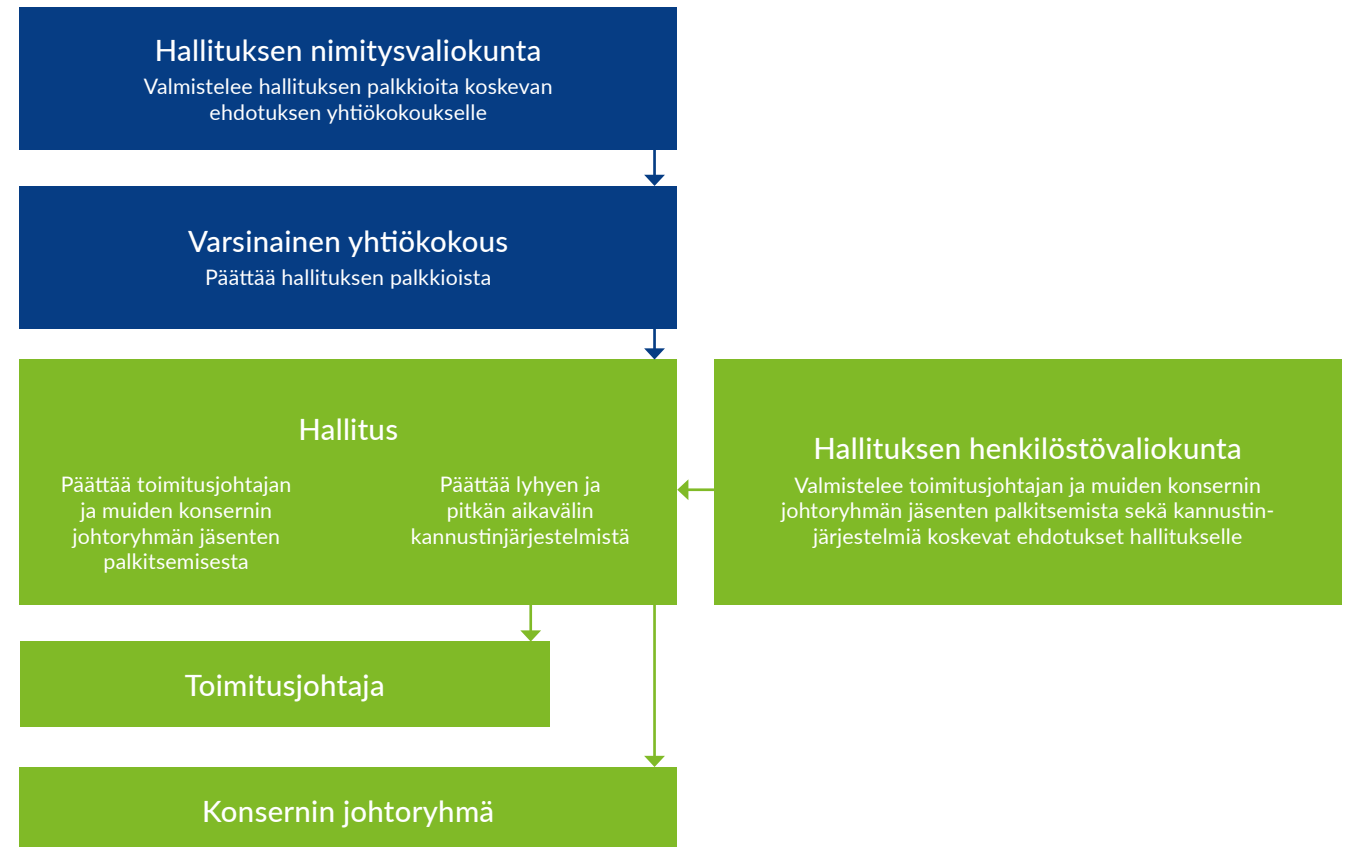 Hallituksen nimitysvaliokunta
Valmistelee hallituksen palkkioita koskevan
ehdotuksen yhtiökokoukselle
Varsinainen yhtiökokous
Päättää hallituksen palkkioista
Hallitus
Päättää toimitusjohtajan
ja muiden konsernin
johtoryhmän jäsenten
palkitsemisesta
Päättää lyhyen ja
pitkän aikavälin
kannustinjärjestelmistä
Hallituksen henkilöstövaliokunta
Valmistelee toimitusjohtajan ja muiden konsernin
johtoryhmän jäsenten palkitsemista sekä kannustin-
järjestelmiä koskevat ehdotukset hallitukselle
Toimitusjohtaja
Konsernin johtoryhmä